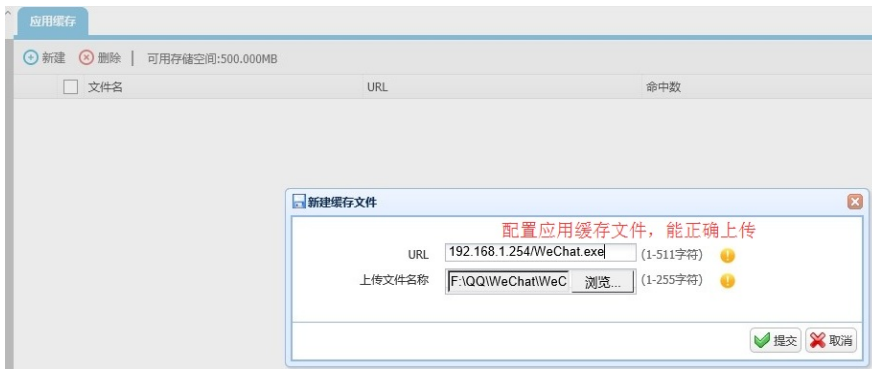 应用缓存
新建 删除 | 可用存储空间:500.000MB
文件名 URL 命中数
新建缓存文件
配置应用缓存文件，能正确上传
URL 192.168.1.254/WeChat.exe (1-511字符)
上传文件名称 F:\QQ\WeChat\WeC 浏览... (1-255字符)
提交 取消